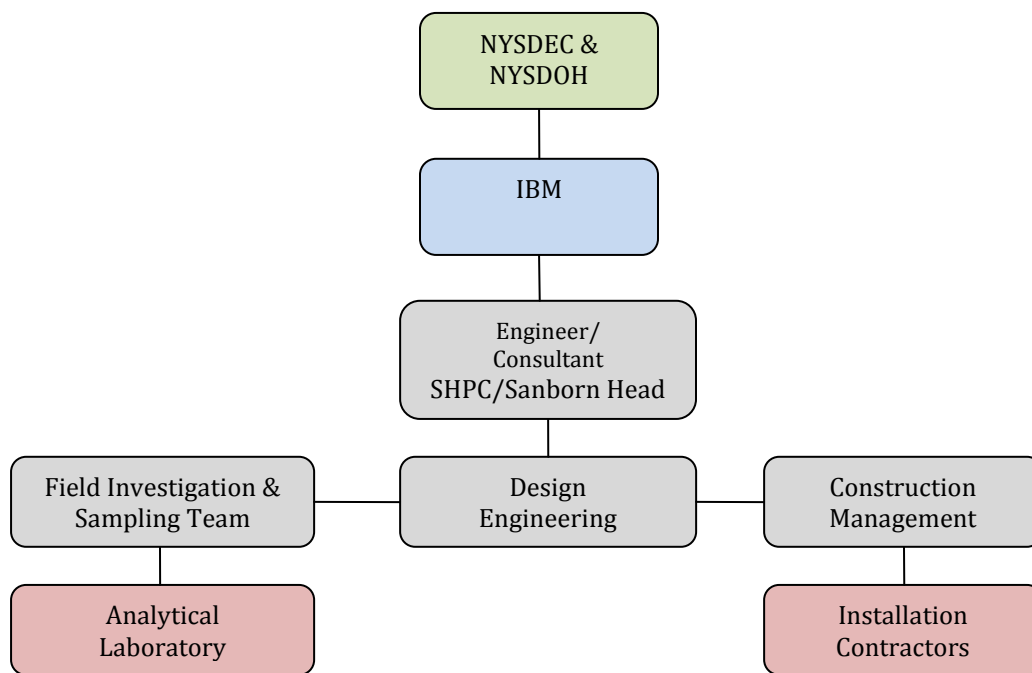 NYSDEC &
NYSDOH
IBM
Engineer/
Consultant
SHPC/Sanborn Head
Field Investigation &
Sampling Team
Design
Engineering
Construction
Management
Analytical
Laboratory
Installation
Contractors